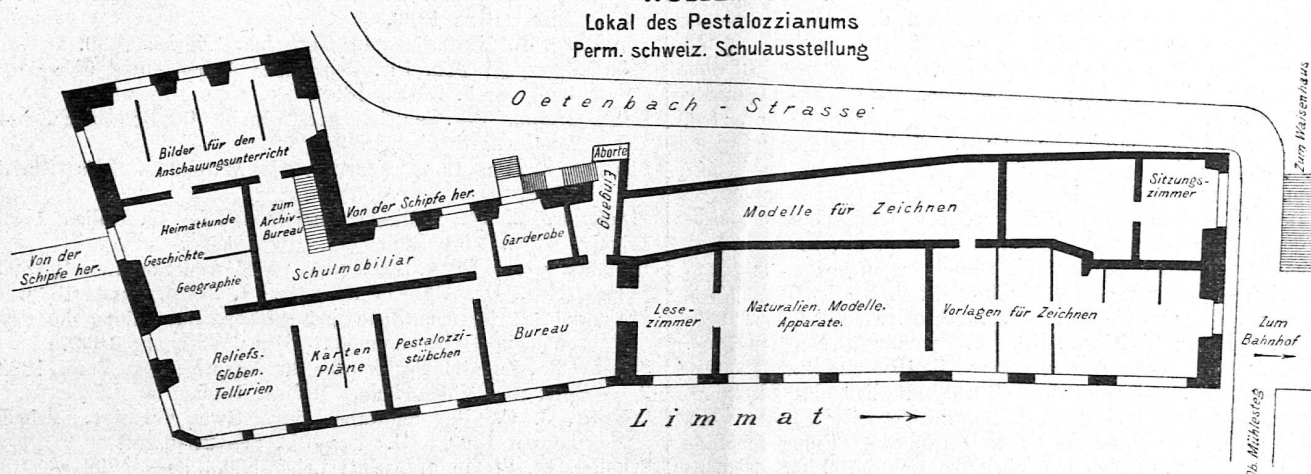 Lokal des Pestalozzianums
Perm. schweiz. Schulausstellung
Oetenbach - Strasse
Zum Waisenhaus
Bilder für den
Anschauungsunterricht
Aborte
Eingang
Sitzungs-
zimmer
zum
Archiv-
Bureau
Von der Schipfe her.
Modelle für Zeichnen
Heimatkunde
Garderobe
Von der
Schipfe her.
Geschichte
Schulmobiliar
Geographie
Lese-
zimmer
Naturalien. Modelle.
Apparate.
Vorlagen für Zeichnen
Bureau
Zum
Bahnhof
Reliefs.
Globen.
Tellurien
Karten
Pläne
Pestalozzi-
stübchen
Limmat
Ob. Mühlesteg